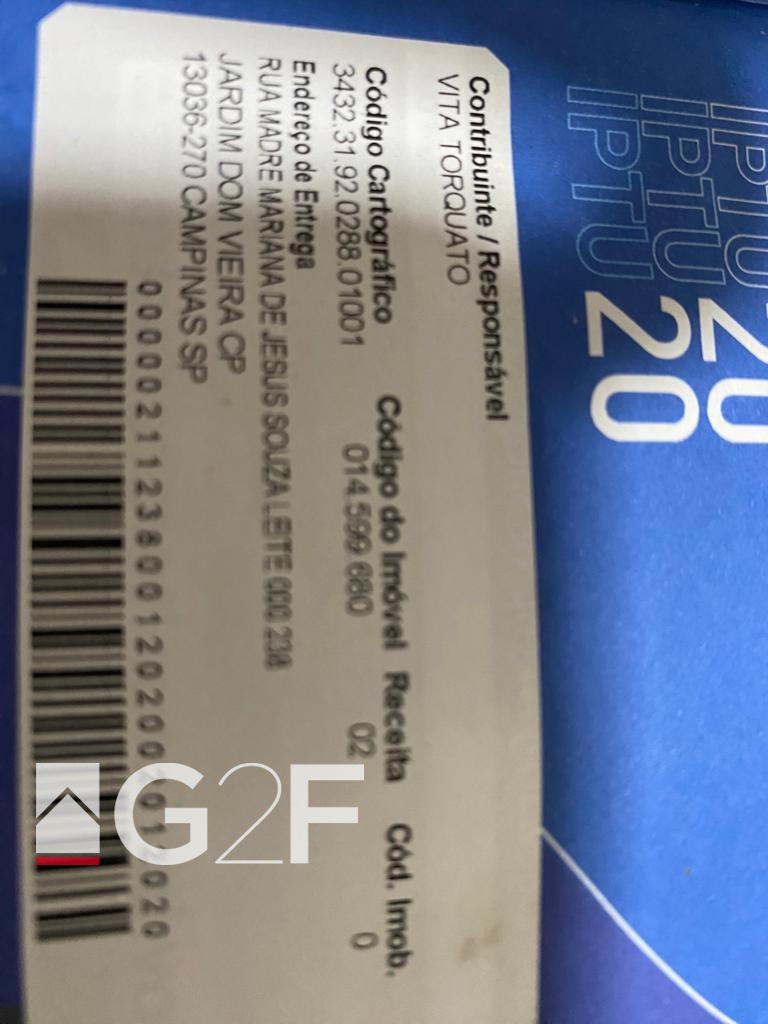 IPTU 20
IPTU 20
IPTU 20
Contribuinte / Responsável
VITA TORQUATO
Código Cartográfico Código do Imóvel Receita Cód. Imob.
3432.31.92.0288.01001 014.599.680 02 0
Endereço de Entrega
RUA MADRE MARIANA DE JESUS SOUZA LEITE 000 238
JARDIM DOM VIEIRA CP
13036-270 CAMPINAS SP
G2F